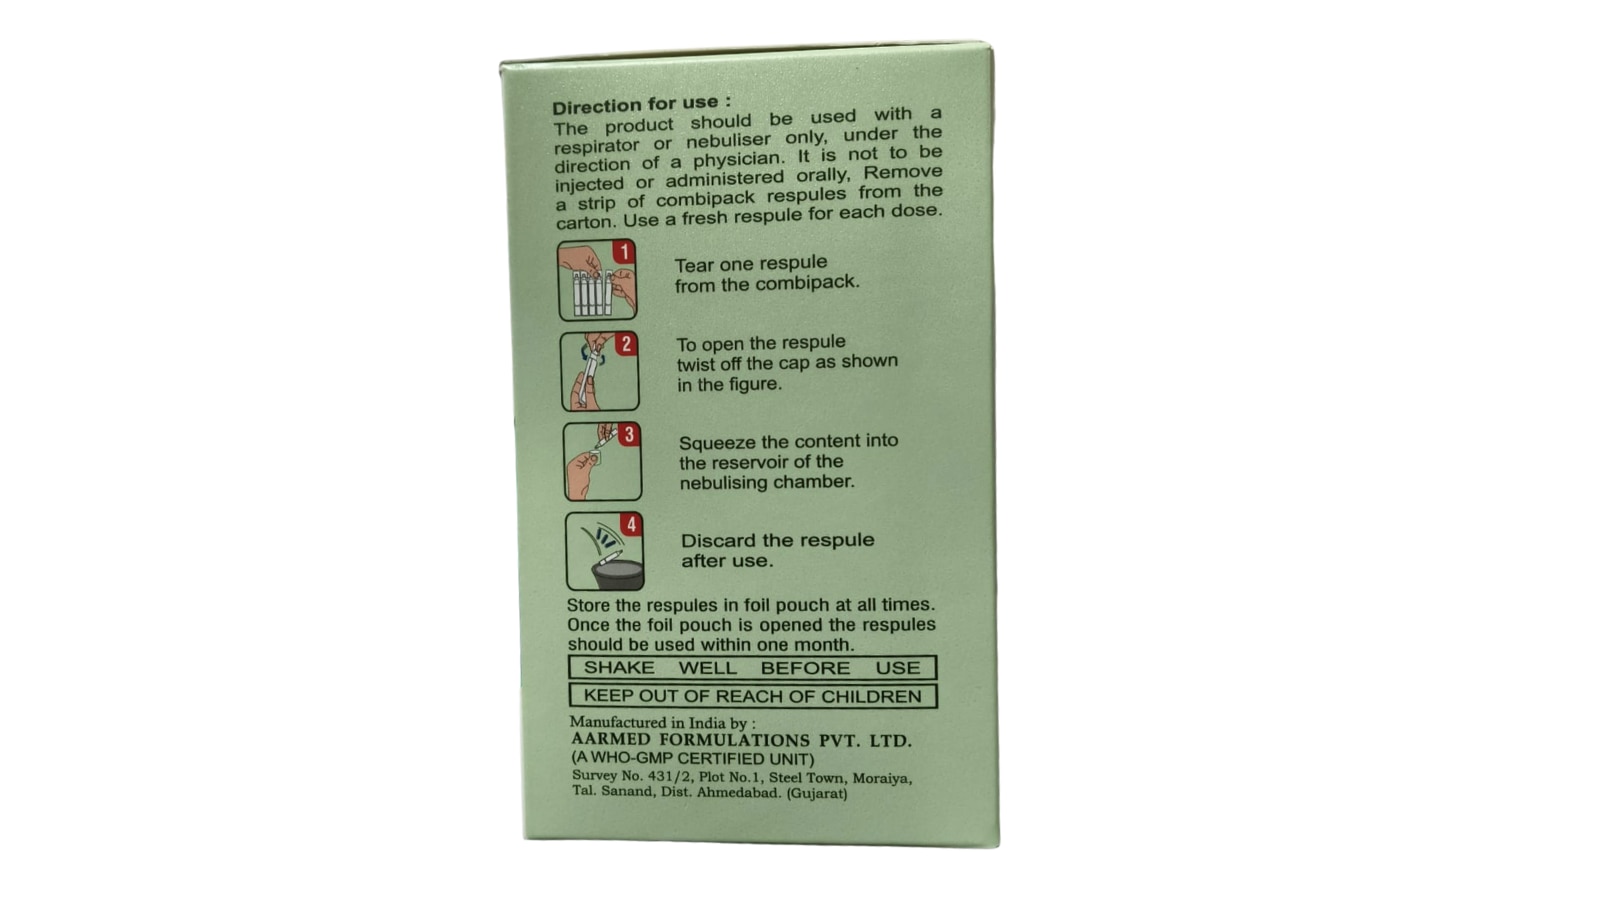 Direction for use :
The product should be used with a
respirator or nebuliser only, under the
direction of a physician. It is not to be
injected or administered orally, Remove
a strip of combipack respules from the
carton. Use a fresh respule for each dose.
1
Tear one respule
from the combipack.
2
To open the respule
twist off the cap as shown
in the figure.
3
Squeeze the content into
the reservoir of the
nebulising chamber.
4
Discard the respule
after use.
Store the respules in foil pouch at all times.
Once the foil pouch is opened the respules
should be used within one month.
SHAKE WELL BEFORE USE
KEEP OUT OF REACH OF CHILDREN
Manufactured in India by :
AARMED FORMULATIONS PVT. LTD.
(A WHO-GMP CERTIFIED UNIT)
Survey No. 431/2, Plot No.1, Steel Town, Moraiya,
Tal. Sanand, Dist. Ahmedabad. (Gujarat)